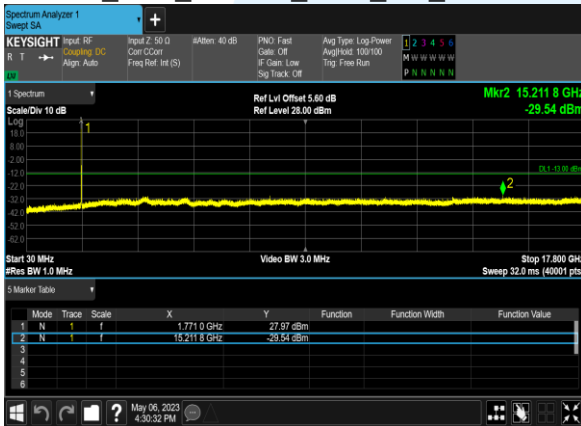 Spectrum Analyzer 1
Swept SA
KEYSIGHT Input: RF Input Z: 50 Ω #Atten: 40 dB PNO: Fast Avg Type: Log-Power 1 2 3 4 5 6
R T Coupling: DC Corr CCorr Gate: Off Avg|Hold: 100/100 M W W W W W
Align: Auto Freq Ref: Int (S) IF Gain: Low Trig: Free Run P N N N N N
Sig Track: Off
LXI
1 Spectrum Ref Lvl Offset 5.60 dB Mkr2 15.211 8 GHz
Scale/Div 10 dB Ref Level 28.00 dBm -29.54 dBm
Log
18.0
8.00
-2.00
-12.0
-22.0
-32.0
-42.0
-52.0
-62.0
1
DL1 -13.00 dBm
2
Start 30 MHz Video BW 3.0 MHz Stop 17.800 GHz
#Res BW 1.0 MHz Sweep 32.0 ms (40001 pts)
5 Marker Table
Mode Trace Scale X Y Function Function Width Function Value
1 N 1 f 1.771 0 GHz 27.97 dBm
2 N 1 f 15.211 8 GHz -29.54 dBm
3
4
5
6
? May 06, 2023
4:30:32 PM